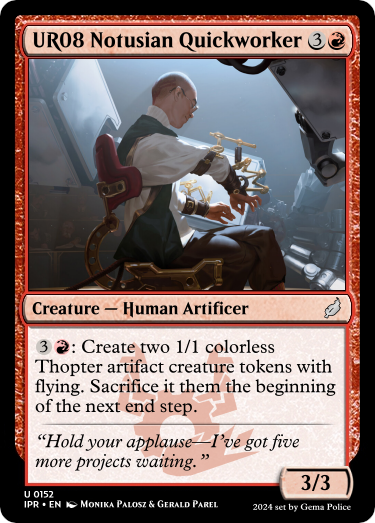 UR08 Notusian Quickworker 3
Creature — Human Artificer
3 : Create two 1/1 colorless
Thopter artifact creature tokens with
flying. Sacrifice it them the beginning
of the next end step.
“Hold your applause—I’ve got five
more projects waiting.”
3/3
U 0152
IPR • EN Monika Palosz & Gerald Parel
2024 set by Gema Police